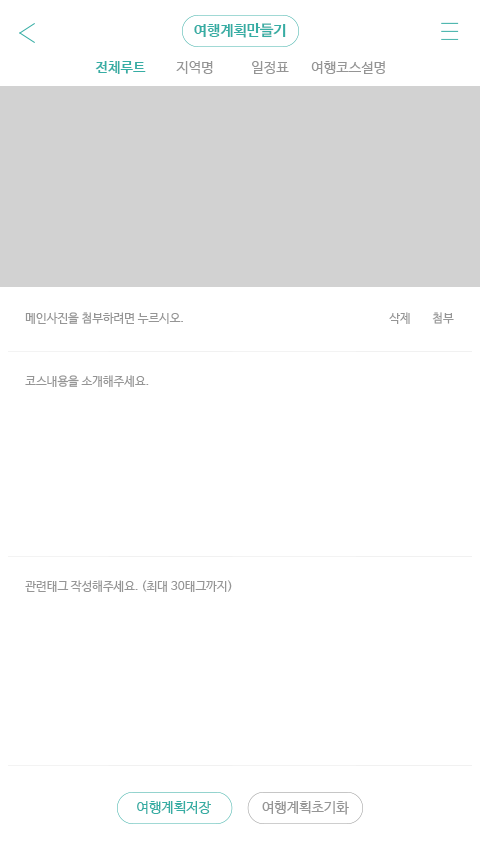 여행계획만들기
전체루트 지역명 일정표 여행코스설명
메인사진을 첨부하려면 누르시오. 삭제 첨부
코스내용을 소개해주세요.
관련태그 작성해주세요. (최대 30태그까지)
여행계획저장 여행계획초기화